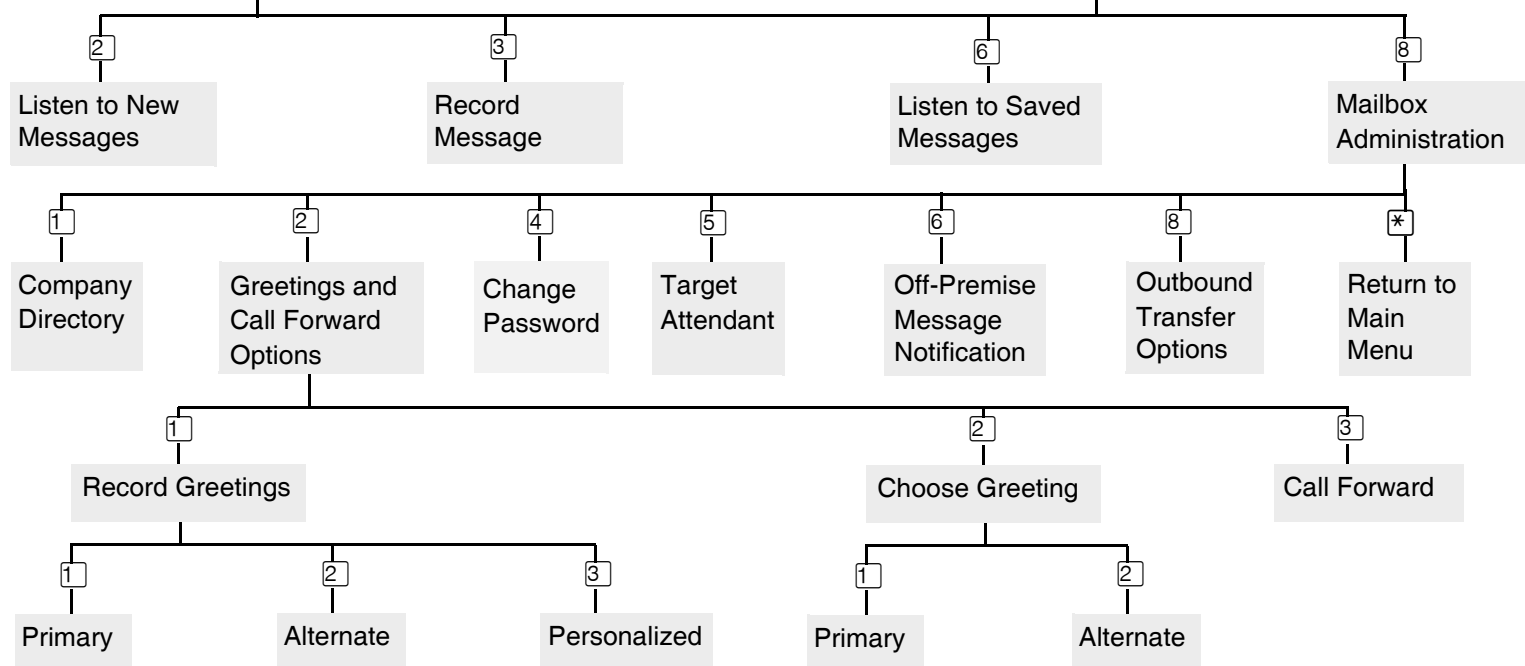 2
3
6
8
Listen to New
Messages
Record
Message
Listen to Saved
Messages
Mailbox
Administration
1
2
4
5
6
8
*
Company
Directory
Greetings and
Call Forward
Options
Change
Password
Target
Attendant
Off-Premise
Message
Notification
Outbound
Transfer
Options
Return to
Main
Menu
1
2
3
Record Greetings
Choose Greeting
Call Forward
1
2
3
1
2
Primary
Alternate
Personalized
Primary
Alternate